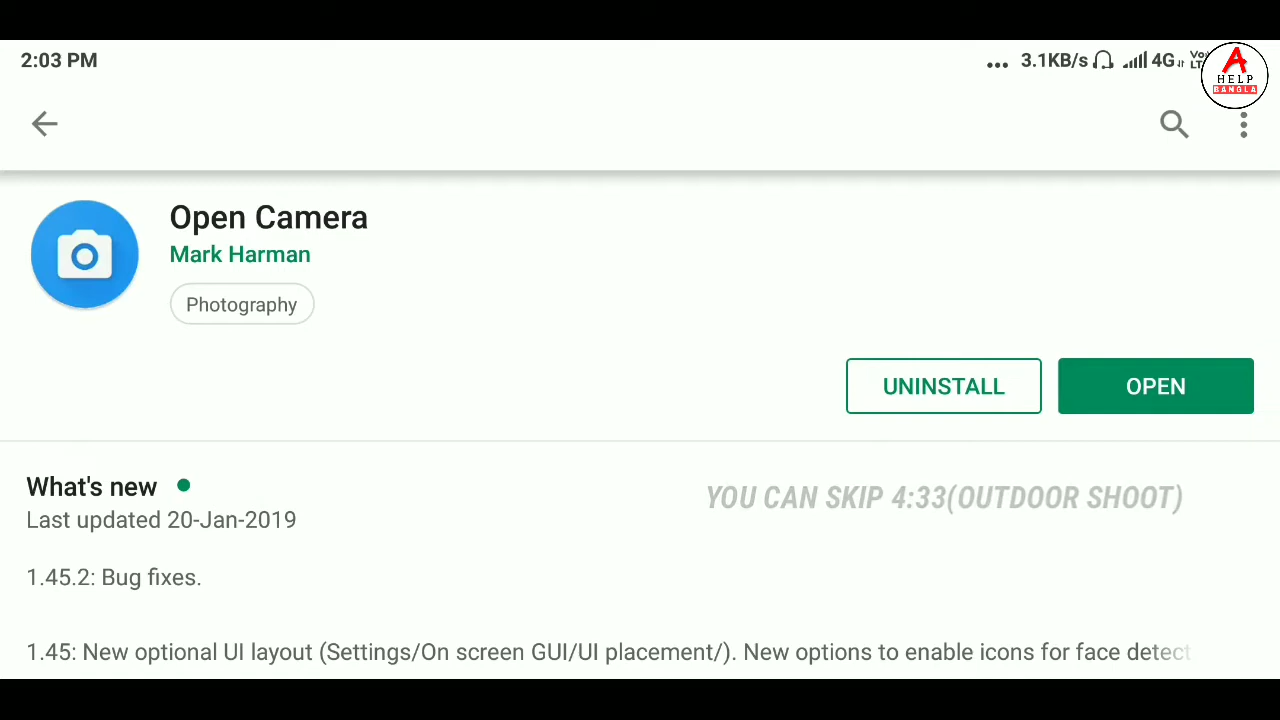 2:03 PM
... 3.1KB/s 4G
A
HELP
BANGLA
Open Camera
Mark Harman
Photography
UNINSTALL
OPEN
What's new
YOU CAN SKIP 4:33(OUTDOOR SHOOT)
Last updated 20-Jan-2019
1.45.2: Bug fixes.
1.45: New optional UI layout (Settings/On screen GUI/UI placement/). New options to enable icons for face detect